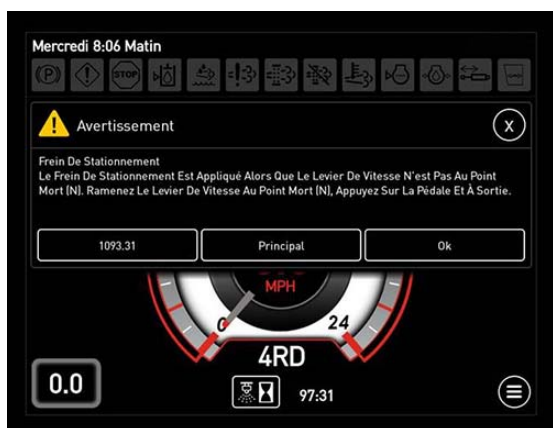 Mercredi 8:06 Matin
(P)
STOP
Avertissement
X
Frein De Stationnement
Le Frein De Stationnement Est Appliqué Alors Que Le Levier De Vitesse N'est Pas Au Point
Mort (N). Ramenez Le Levier De Vitesse Au Point Mort (N), Appuyez Sur La Pédale Et À Sortie.
1093.31 Principal Ok
MPH
0 24
4RD
0.0 97:31